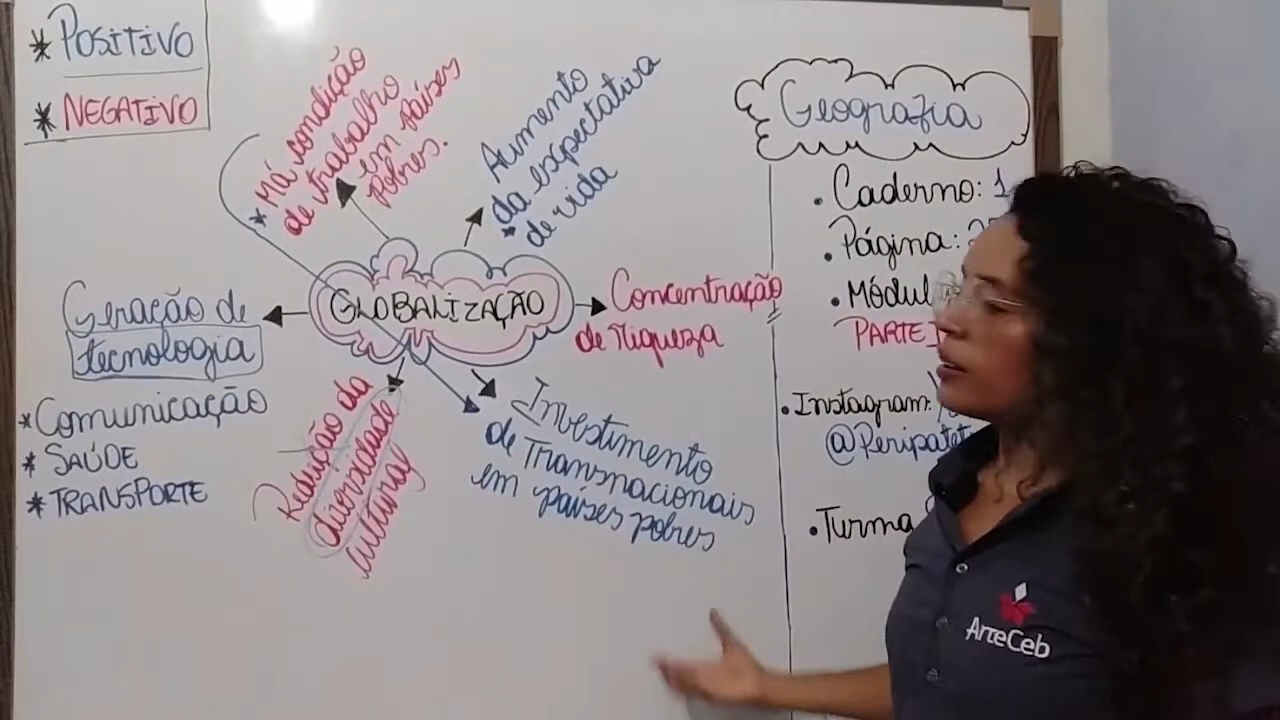 * POSITIVO
* NEGATIVO
* Má condição
de trabalho
em países
pobres.
Aumento
da expectativa
* de vida
GLOBALIZAÇÃO
Geração de
tecnologia
* Comunicação
* SAÚDE
* TRANSPORTE
Redução da
diversidade
cultural
Investimento
de Transnacionais
em países pobres
Concentração
de riqueza
Geografia
• Caderno: 1
• Página:
•
PARTE
• Instagram:
• Turma
ArteCeb